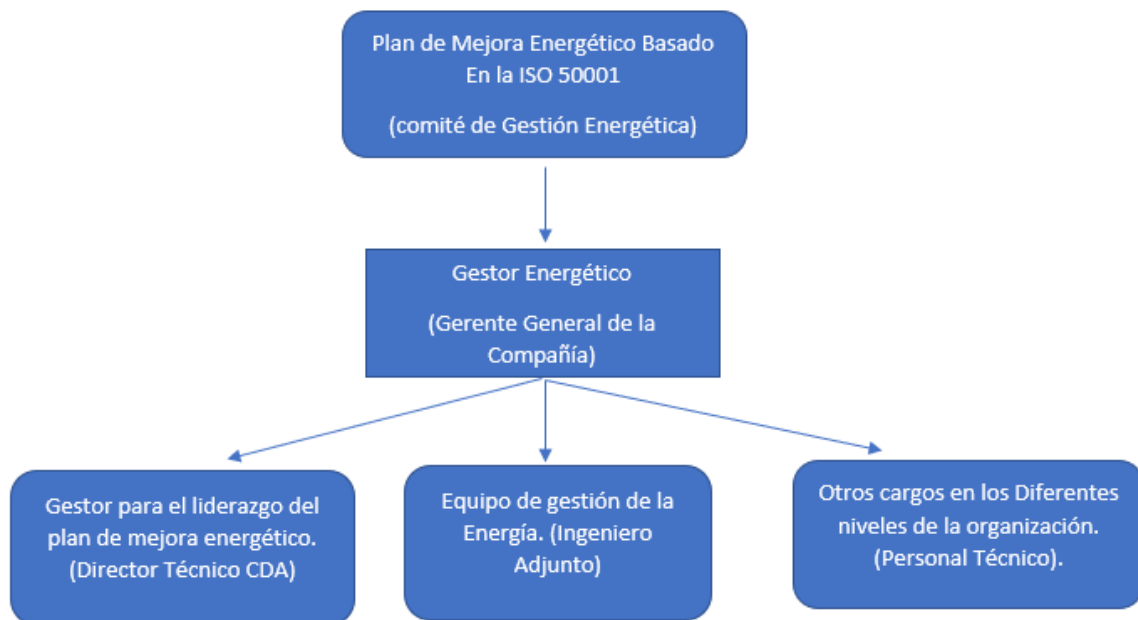 Plan de Mejora Energético Basado
En la ISO 50001
(comité de Gestión Energética)
Gestor Energético
(Gerente General de la
Compañía)
Gestor para el liderazgo del
plan de mejora energético.
(Director Técnico CDA)
Equipo de gestión de la
Energía. (Ingeniero
Adjunto)
Otros cargos en los Diferentes
niveles de la organización.
(Personal Técnico).